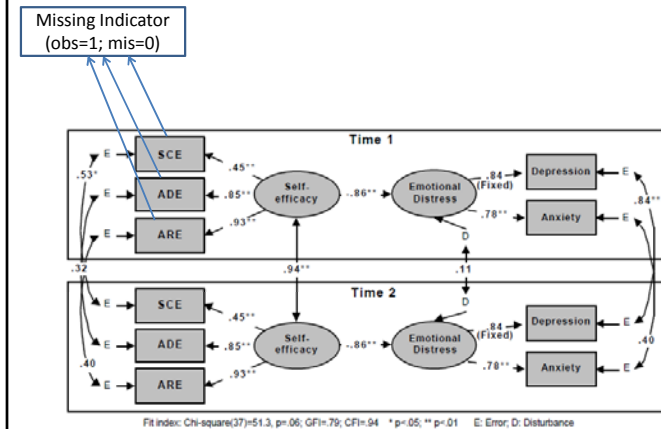 Missing Indicator
(obs=1; mis=0)
Time 1
E SCE .45**
.53*
E ADE .85** Self-efficacy -.86** Emotional Distress .84 (Fixed) Depression E
.84**
E ARE .93** .78** Anxiety E
D
.32 .94** .11
Time 2
D
E SCE .45**
E ADE .85** Self-efficacy -.86** Emotional Distress .84 (Fixed) Depression E
.40 .40
E ARE .93** .78** Anxiety E
Fit index: Chi-square(37)=51.3, p=.06; GFI=.79; CFI=.94 * p<.05; ** p<.01 E: Error; D: Disturbance